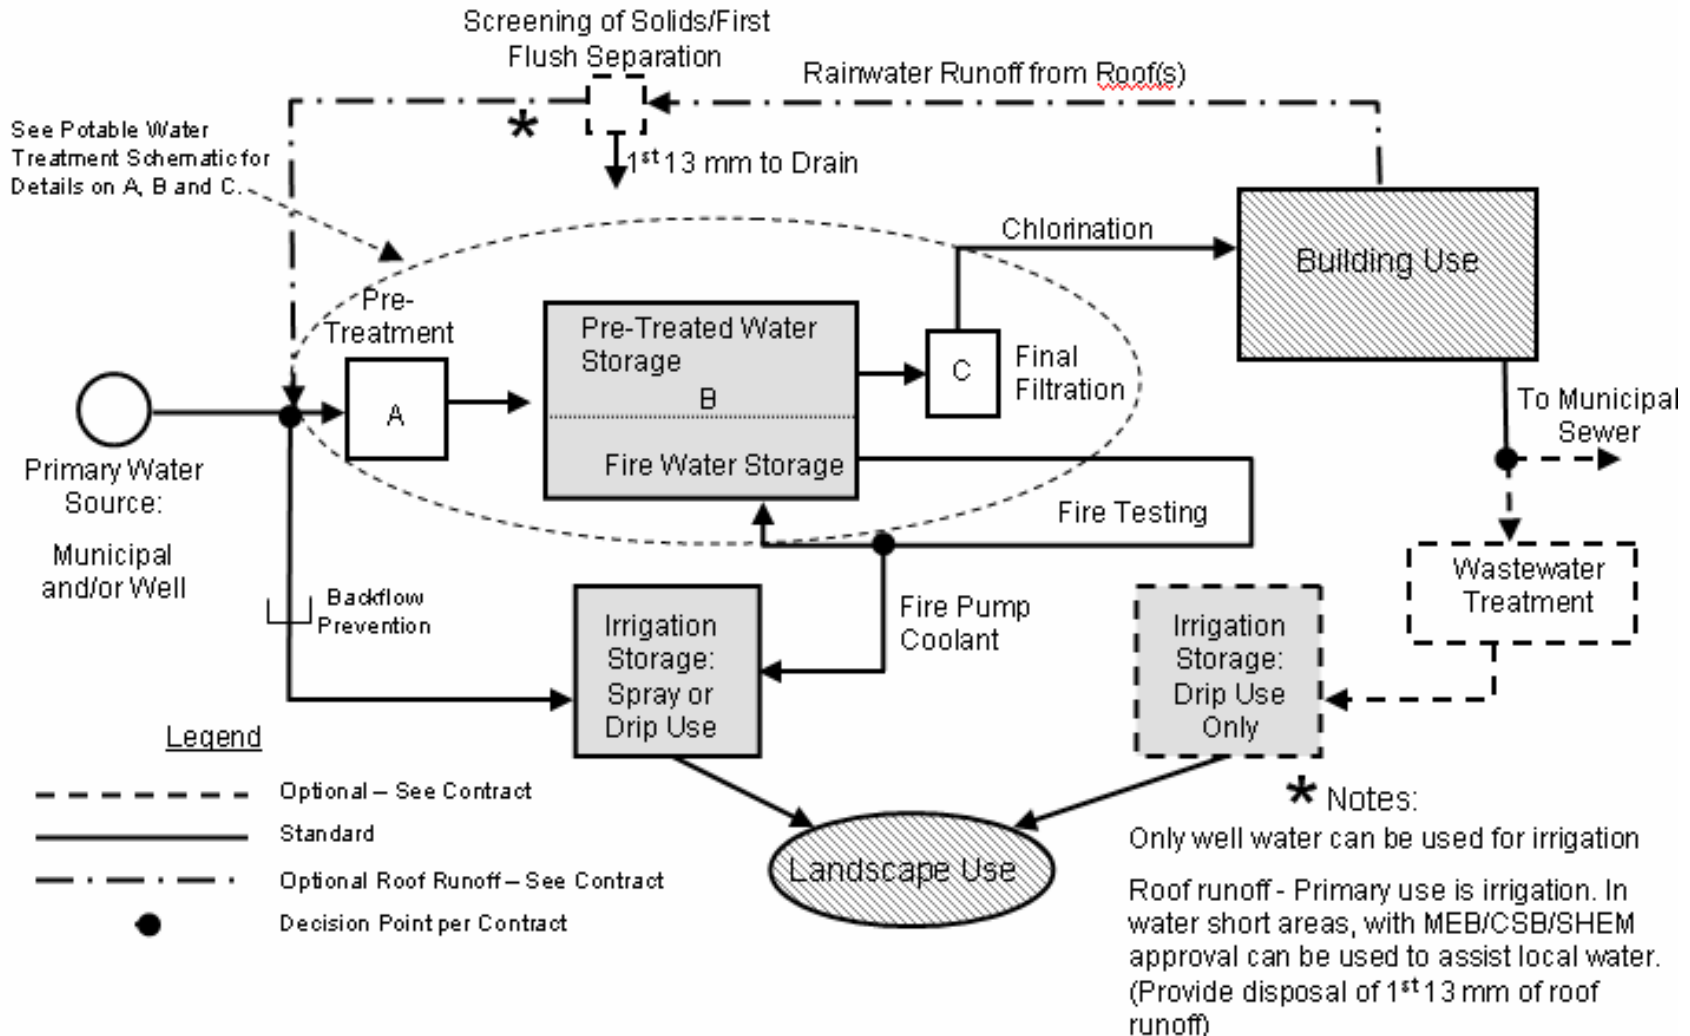 Screening of Solids/First
Flush Separation
Rainwater Runoff from Roof(s)
See Potable Water
Treatment Schematic for
Details on A, B and C.
*
1st 13 mm to Drain
Chlorination
Building Use
Pre-
Treatment
A
Pre-Treated Water
Storage
B
Fire Water Storage
C
Final
Filtration
To Municipal
Sewer
Primary Water
Source:
Municipal
and/or Well
Fire Testing
Backflow
Prevention
Irrigation
Storage:
Spray or
Drip Use
Fire Pump
Coolant
Irrigation
Storage:
Drip Use
Only
Wastewater
Treatment
Legend
Optional – See Contract
Standard
Optional Roof Runoff – See Contract
Decision Point per Contract
Landscape Use
* Notes:
Only well water can be used for irrigation
Roof runoff - Primary use is irrigation. In
water short areas, with MEB/CSB/SHEM
approval can be used to assist local water.
(Provide disposal of 1st 13 mm of roof
runoff)